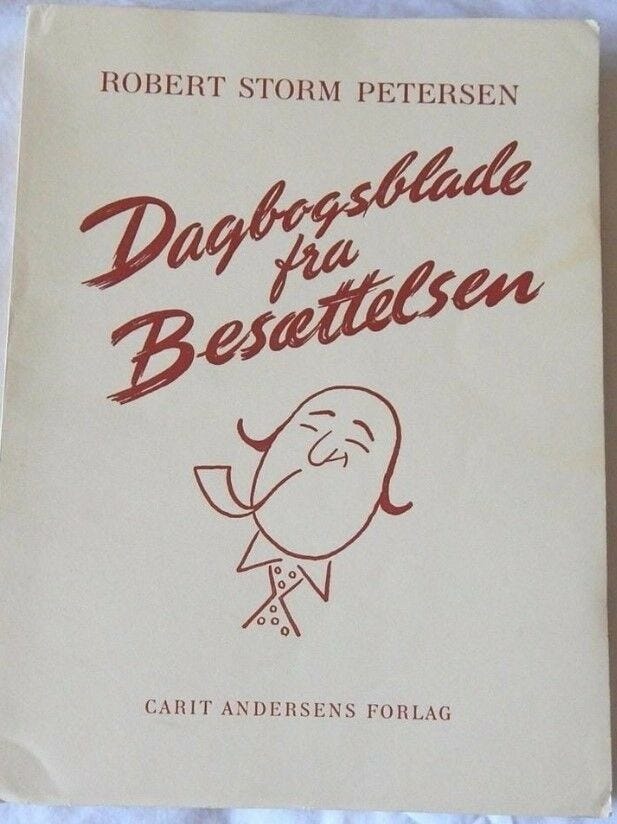 ROBERT STORM PETERSEN
Dagbogsblade
fra
Besættelsen
CARIT ANDERSENS FORLAG